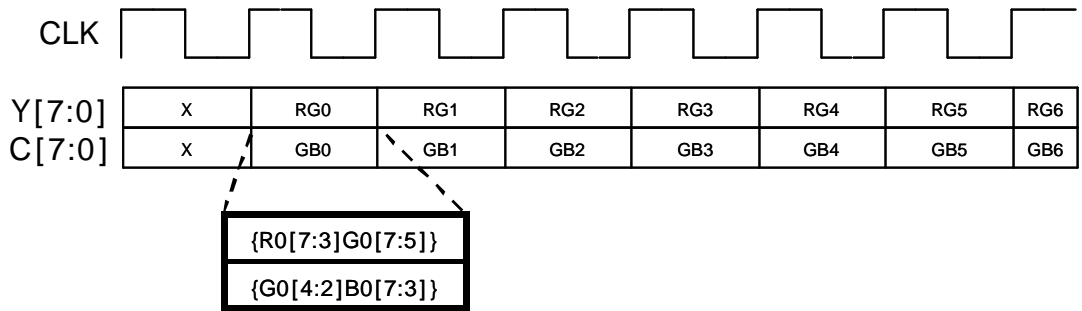 CLK
Y[7:0] X RG0 RG1 RG2 RG3 RG4 RG5 RG6
C[7:0] X GB0 GB1 GB2 GB3 GB4 GB5 GB6
{R0[7:3]G0[7:5]}
{G0[4:2]B0[7:3]}